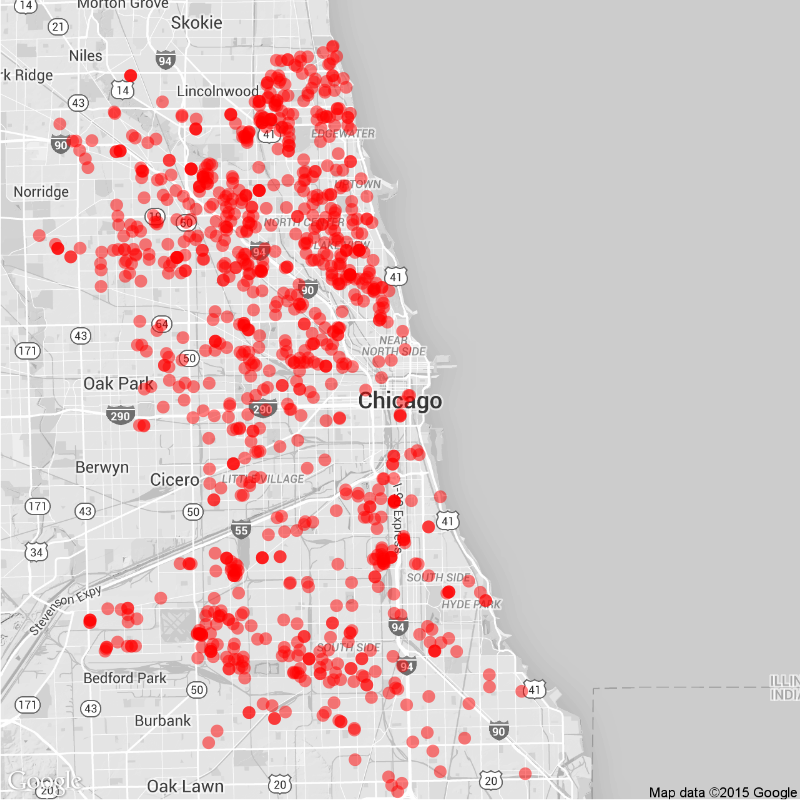 Morton Grove
14
21
Skokie
Niles
94
rk Ridge
14
Lincolnwood
43
41
EDGEWATER
90
Norridge
UPTOWN
19
50
NORTH CENTER
94
LAKE VIEW
41
90
64
43
171
50
NEAR
NORTH SIDE
Oak Park
290
290
Chicago
Berwyn
Cicero
LITTLE VILLAGE
171
43
50
55
41
34
SOUTH SIDE
HYDE PARK
Stevenson Expy
94
SOUTH SIDE
94
Bedford Park
50
41
ILLIN
INDIA
171
43
Burbank
90
Google
20
Oak Lawn
20
20
Map data ©2015 Google